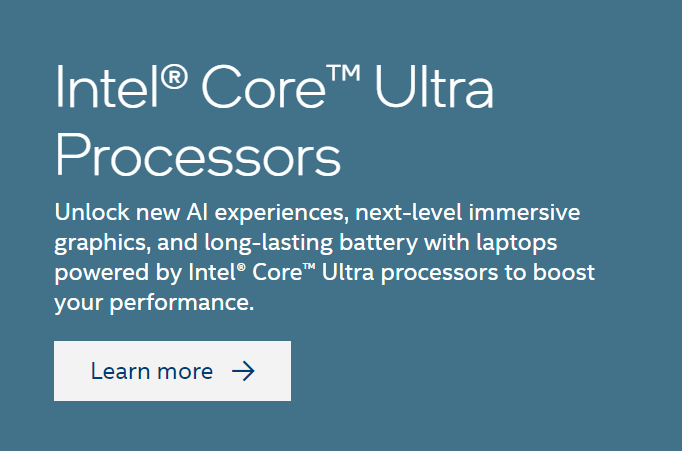 Intel® Core™ Ultra
Processors
Unlock new AI experiences, next-level immersive
graphics, and long-lasting battery with laptops
powered by Intel® Core™ Ultra processors to boost
your performance.
Learn more →